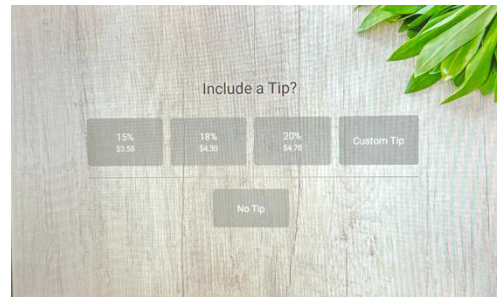 Include a Tip?
15%
$3.58
18%
$4.30
20%
$4.78
Custom Tip
No Tip